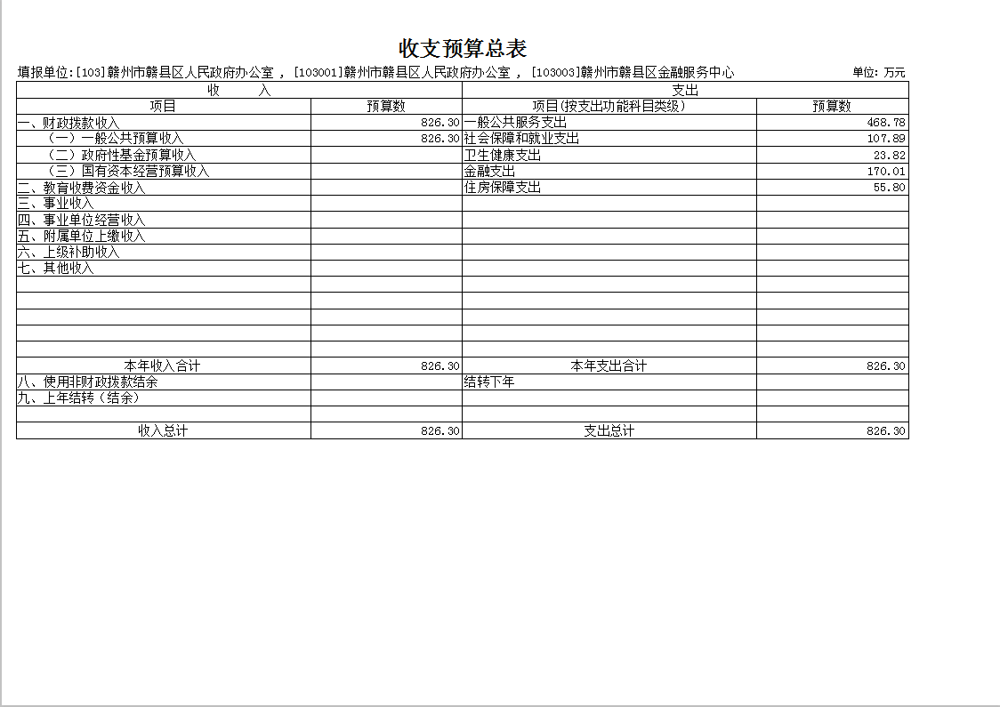 收支预算总表
填报单位:[103]赣州市赣县区人民政府办公室 , [103001]赣州市赣县区人民政府办公室 , [103003]赣州市赣县区金融服务中心 单位: 万元
收 入 支出
项目 预算数 项目(按支出功能科目类级) 预算数
一、财政拨款收入 826.30 一般公共服务支出 468.78
（一）一般公共预算收入 826.30 社会保障和就业支出 107.89
（二）政府性基金预算收入 卫生健康支出 23.82
（三）国有资本经营预算收入 金融支出 170.01
二、教育收费资金收入 住房保障支出 55.80
三、事业收入
四、事业单位经营收入
五、附属单位上缴收入
六、上级补助收入
七、其他收入
本年收入合计 826.30 本年支出合计 826.30
八、使用非财政拨款结余 结转下年
九、上年结转（结余）
收入总计 826.30 支出总计 826.30